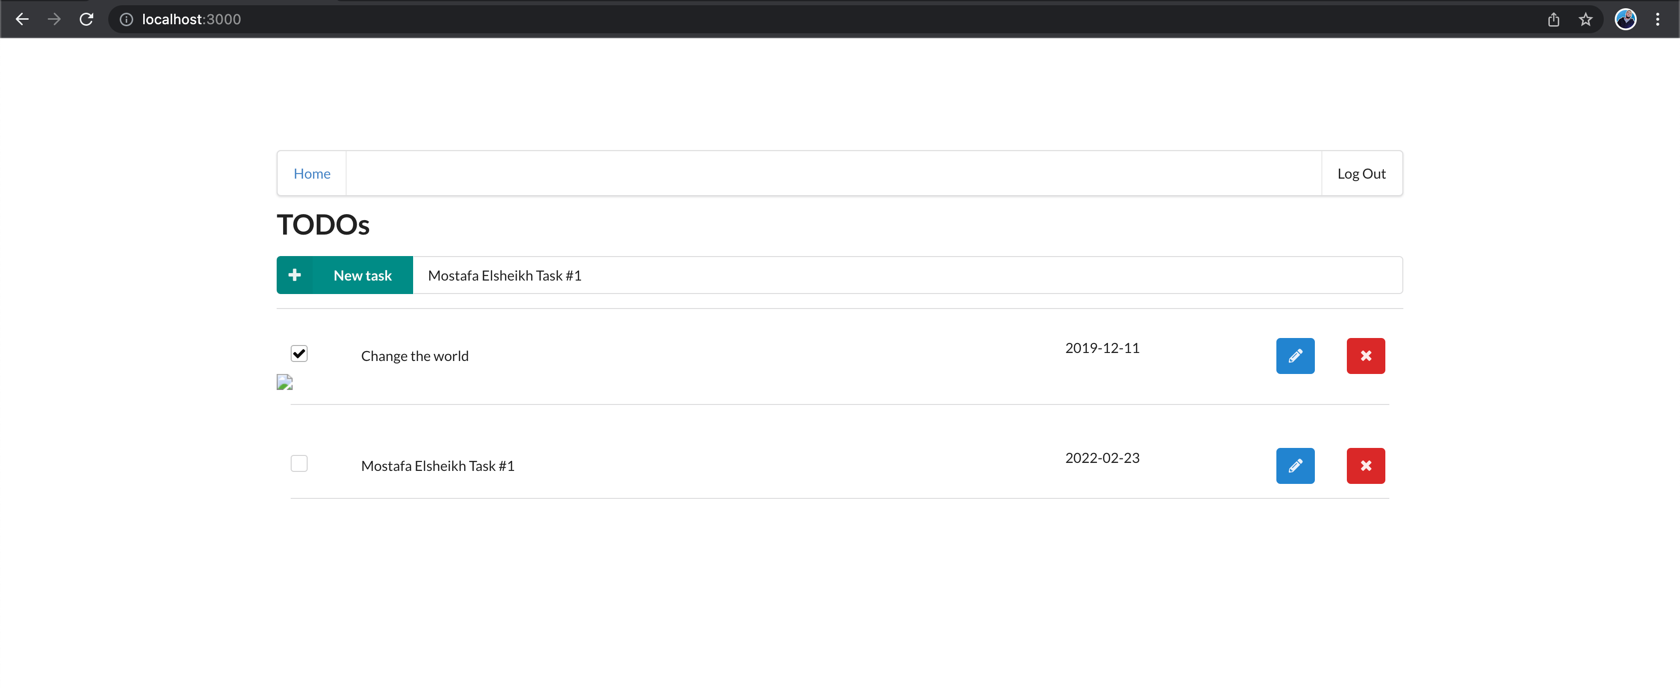 localhost:3000
Home
Log Out
TODOs
New task
Mostafa Elsheikh Task #1
Change the world
2019-12-11
Mostafa Elsheikh Task #1
2022-02-23